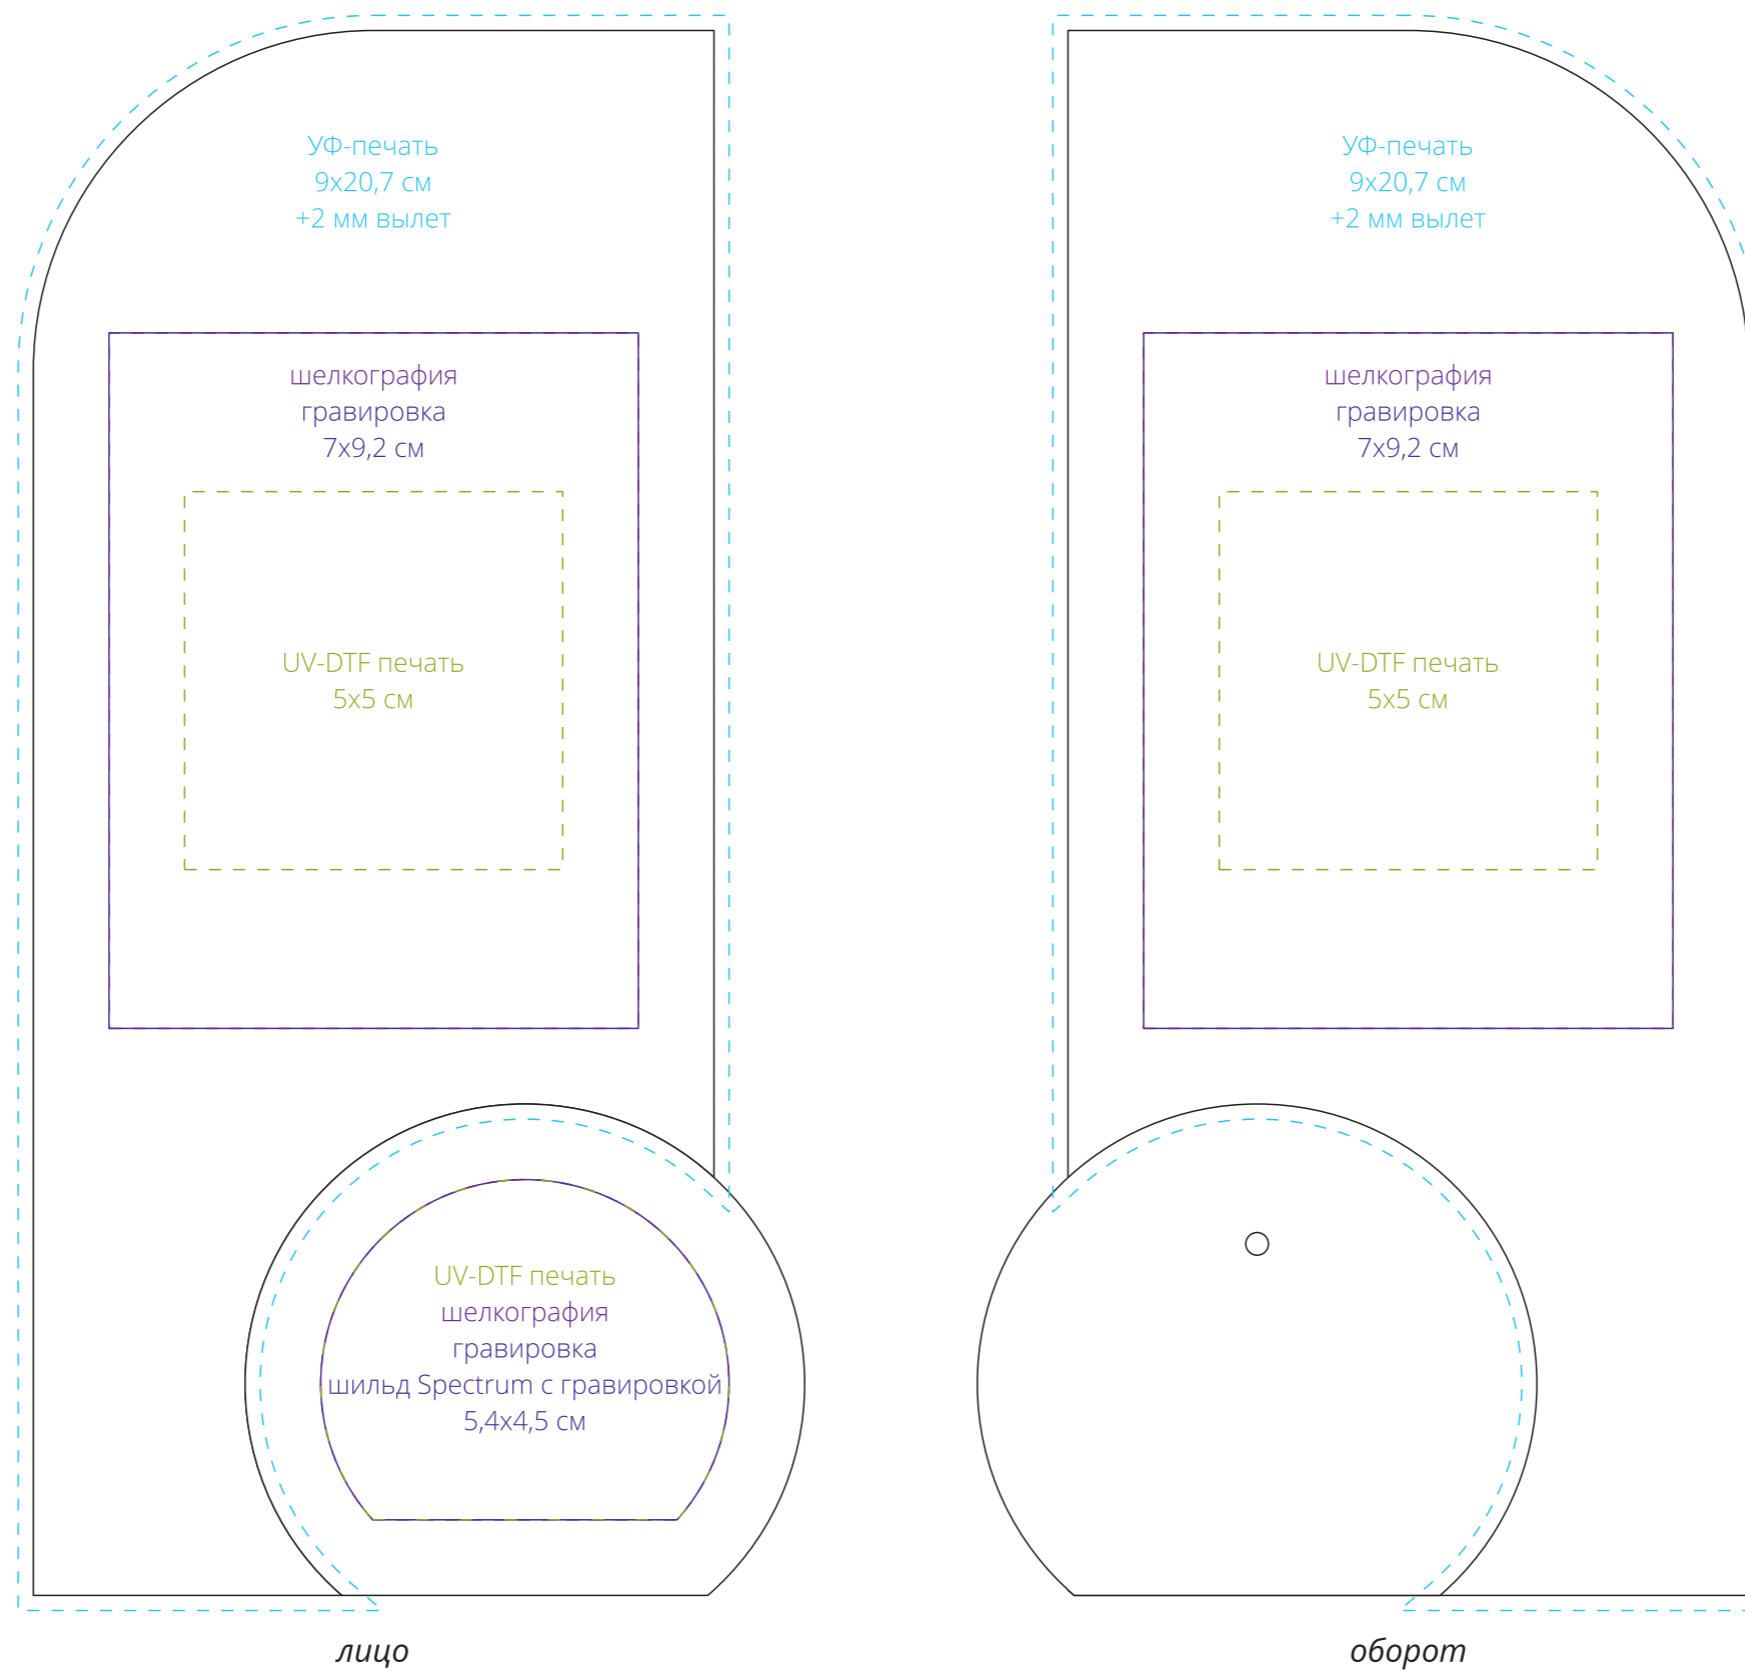 УФ-печать
9х20,7 см
+2 мм вылет
шелкография
гравировка
7х9,2 см
UV-DTF печать
5х5 см
UV-DTF печать
шелкография
гравировка
шильд Spectrum с гравировкой
5,4х4,5 см
лицо
УФ-печать
9х20,7 см
+2 мм вылет
шелкография
гравировка
7х9,2 см
UV-DTF печать
5х5 см
оборот